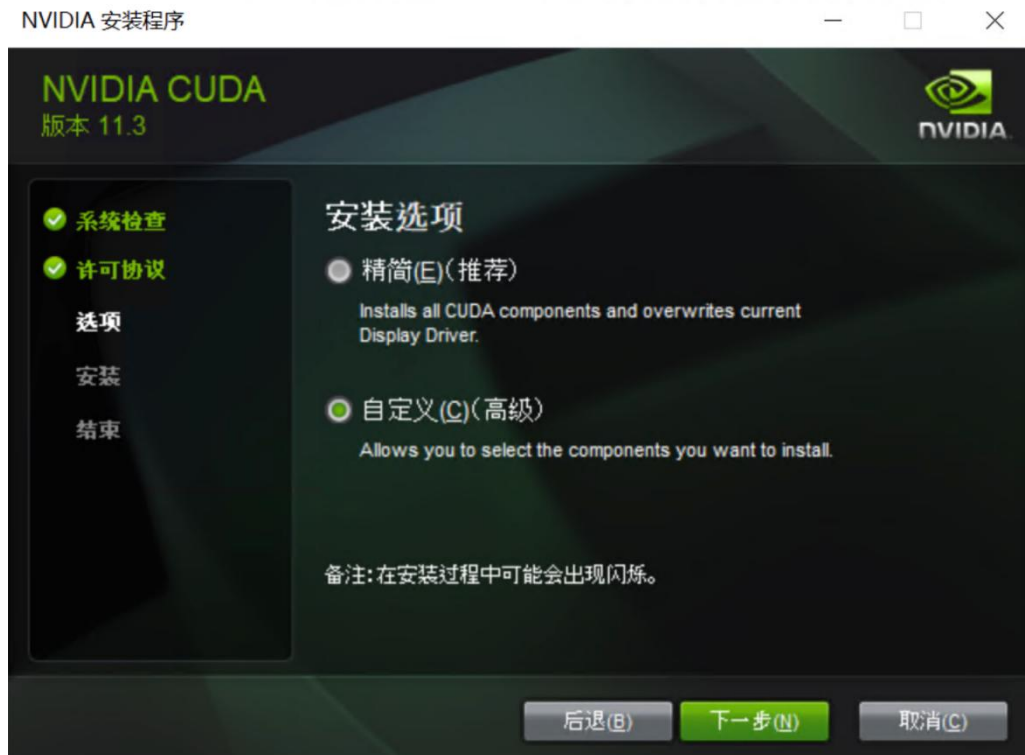 NVIDIA 安装程序
NVIDIA CUDA
版本 11.3
NVIDIA.
系统检查
许可协议
选项
安装
结束
安装选项
精简(E)(推荐)
Installs all CUDA components and overwrites current
Display Driver.
自定义(C)(高级)
Allows you to select the components you want to install.
备注:在安装过程中可能会出现闪烁。
后退(B)
下一步(N)
取消(C)